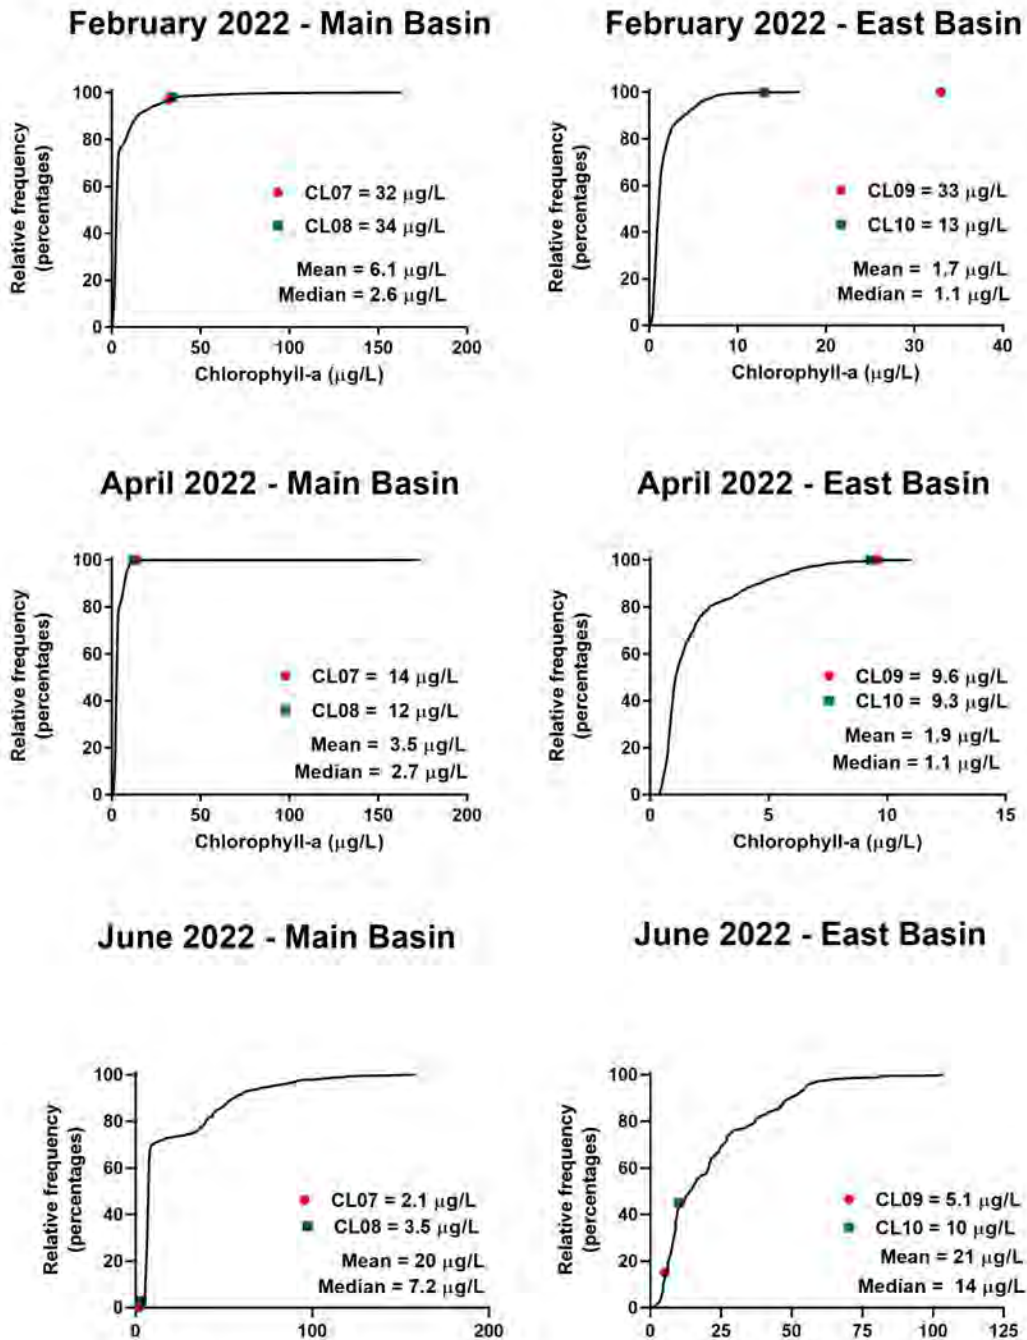 February 2022 - Main Basin
Relative frequency
(percentages)
100
80
60
40
20
0
CL07 = 32 µg/L
CL08 = 34 µg/L
Mean = 6.1 µg/L
Median = 2.6 µg/L
0 50 100 150 200
Chlorophyll-a (µg/L)
February 2022 - East Basin
Relative frequency
(percentages)
100
80
60
40
20
0
CL09 = 33 µg/L
CL10 = 13 µg/L
Mean = 1.7 µg/L
Median = 1.1 µg/L
0 10 20 30 40
Chlorophyll-a (µg/L)
April 2022 - Main Basin
Relative frequency
(percentages)
100
80
60
40
20
0
CL07 = 14 µg/L
CL08 = 12 µg/L
Mean = 3.5 µg/L
Median = 2.7 µg/L
0 50 100 150 200
Chlorophyll-a (µg/L)
April 2022 - East Basin
Relative frequency
(percentages)
100
80
60
40
20
0
CL09 = 9.6 µg/L
CL10 = 9.3 µg/L
Mean = 1.9 µg/L
Median = 1.1 µg/L
0 5 10 15
Chlorophyll-a (µg/L)
June 2022 - Main Basin
Relative frequency
(percentages)
100
80
60
40
20
0
CL07 = 2.1 µg/L
CL08 = 3.5 µg/L
Mean = 20 µg/L
Median = 7.2 µg/L
0 100 200
June 2022 - East Basin
Relative frequency
(percentages)
100
80
60
40
20
0
CL09 = 5.1 µg/L
CL10 = 10 µg/L
Mean = 21 µg/L
Median = 14 µg/L
0 25 50 75 100 125